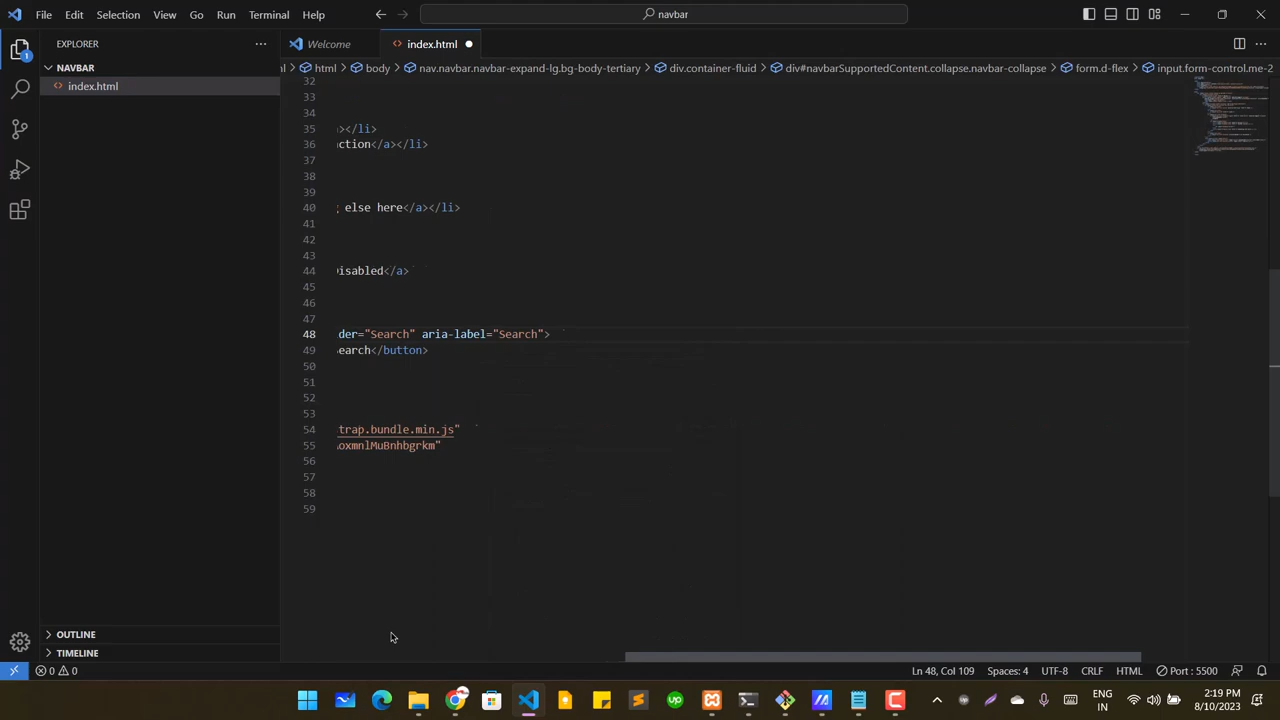 File Edit Selection View Go Run Terminal Help
navbar
EXPLORER
Welcome
index.html
NAVBAR
html body nav.navbar.navbar-expand-lg.bg-body-tertiary div.container-fluid div#navbarSupportedContent.collapse.navbar-collapse form.d-flex input.form-control.me-2
1
index.html
32
33
34
35 </li>
36 action</a></li>
37
38
39
40 else here</a></li>
41
42
43
44 Disabled</a>
45
46
47
48 der="Search" aria-label="Search">
49 earch</button>
50
51
52
53
54 trap.bundle.min.js"
55 oxmnlMuBnhbgrkm"
56
57
58
59
OUTLINE
TIMELINE
0 0
Ln 48, Col 109 Spaces: 4 UTF-8 CRLF HTML Port : 5500
ENG
IN
2:19 PM
8/10/2023